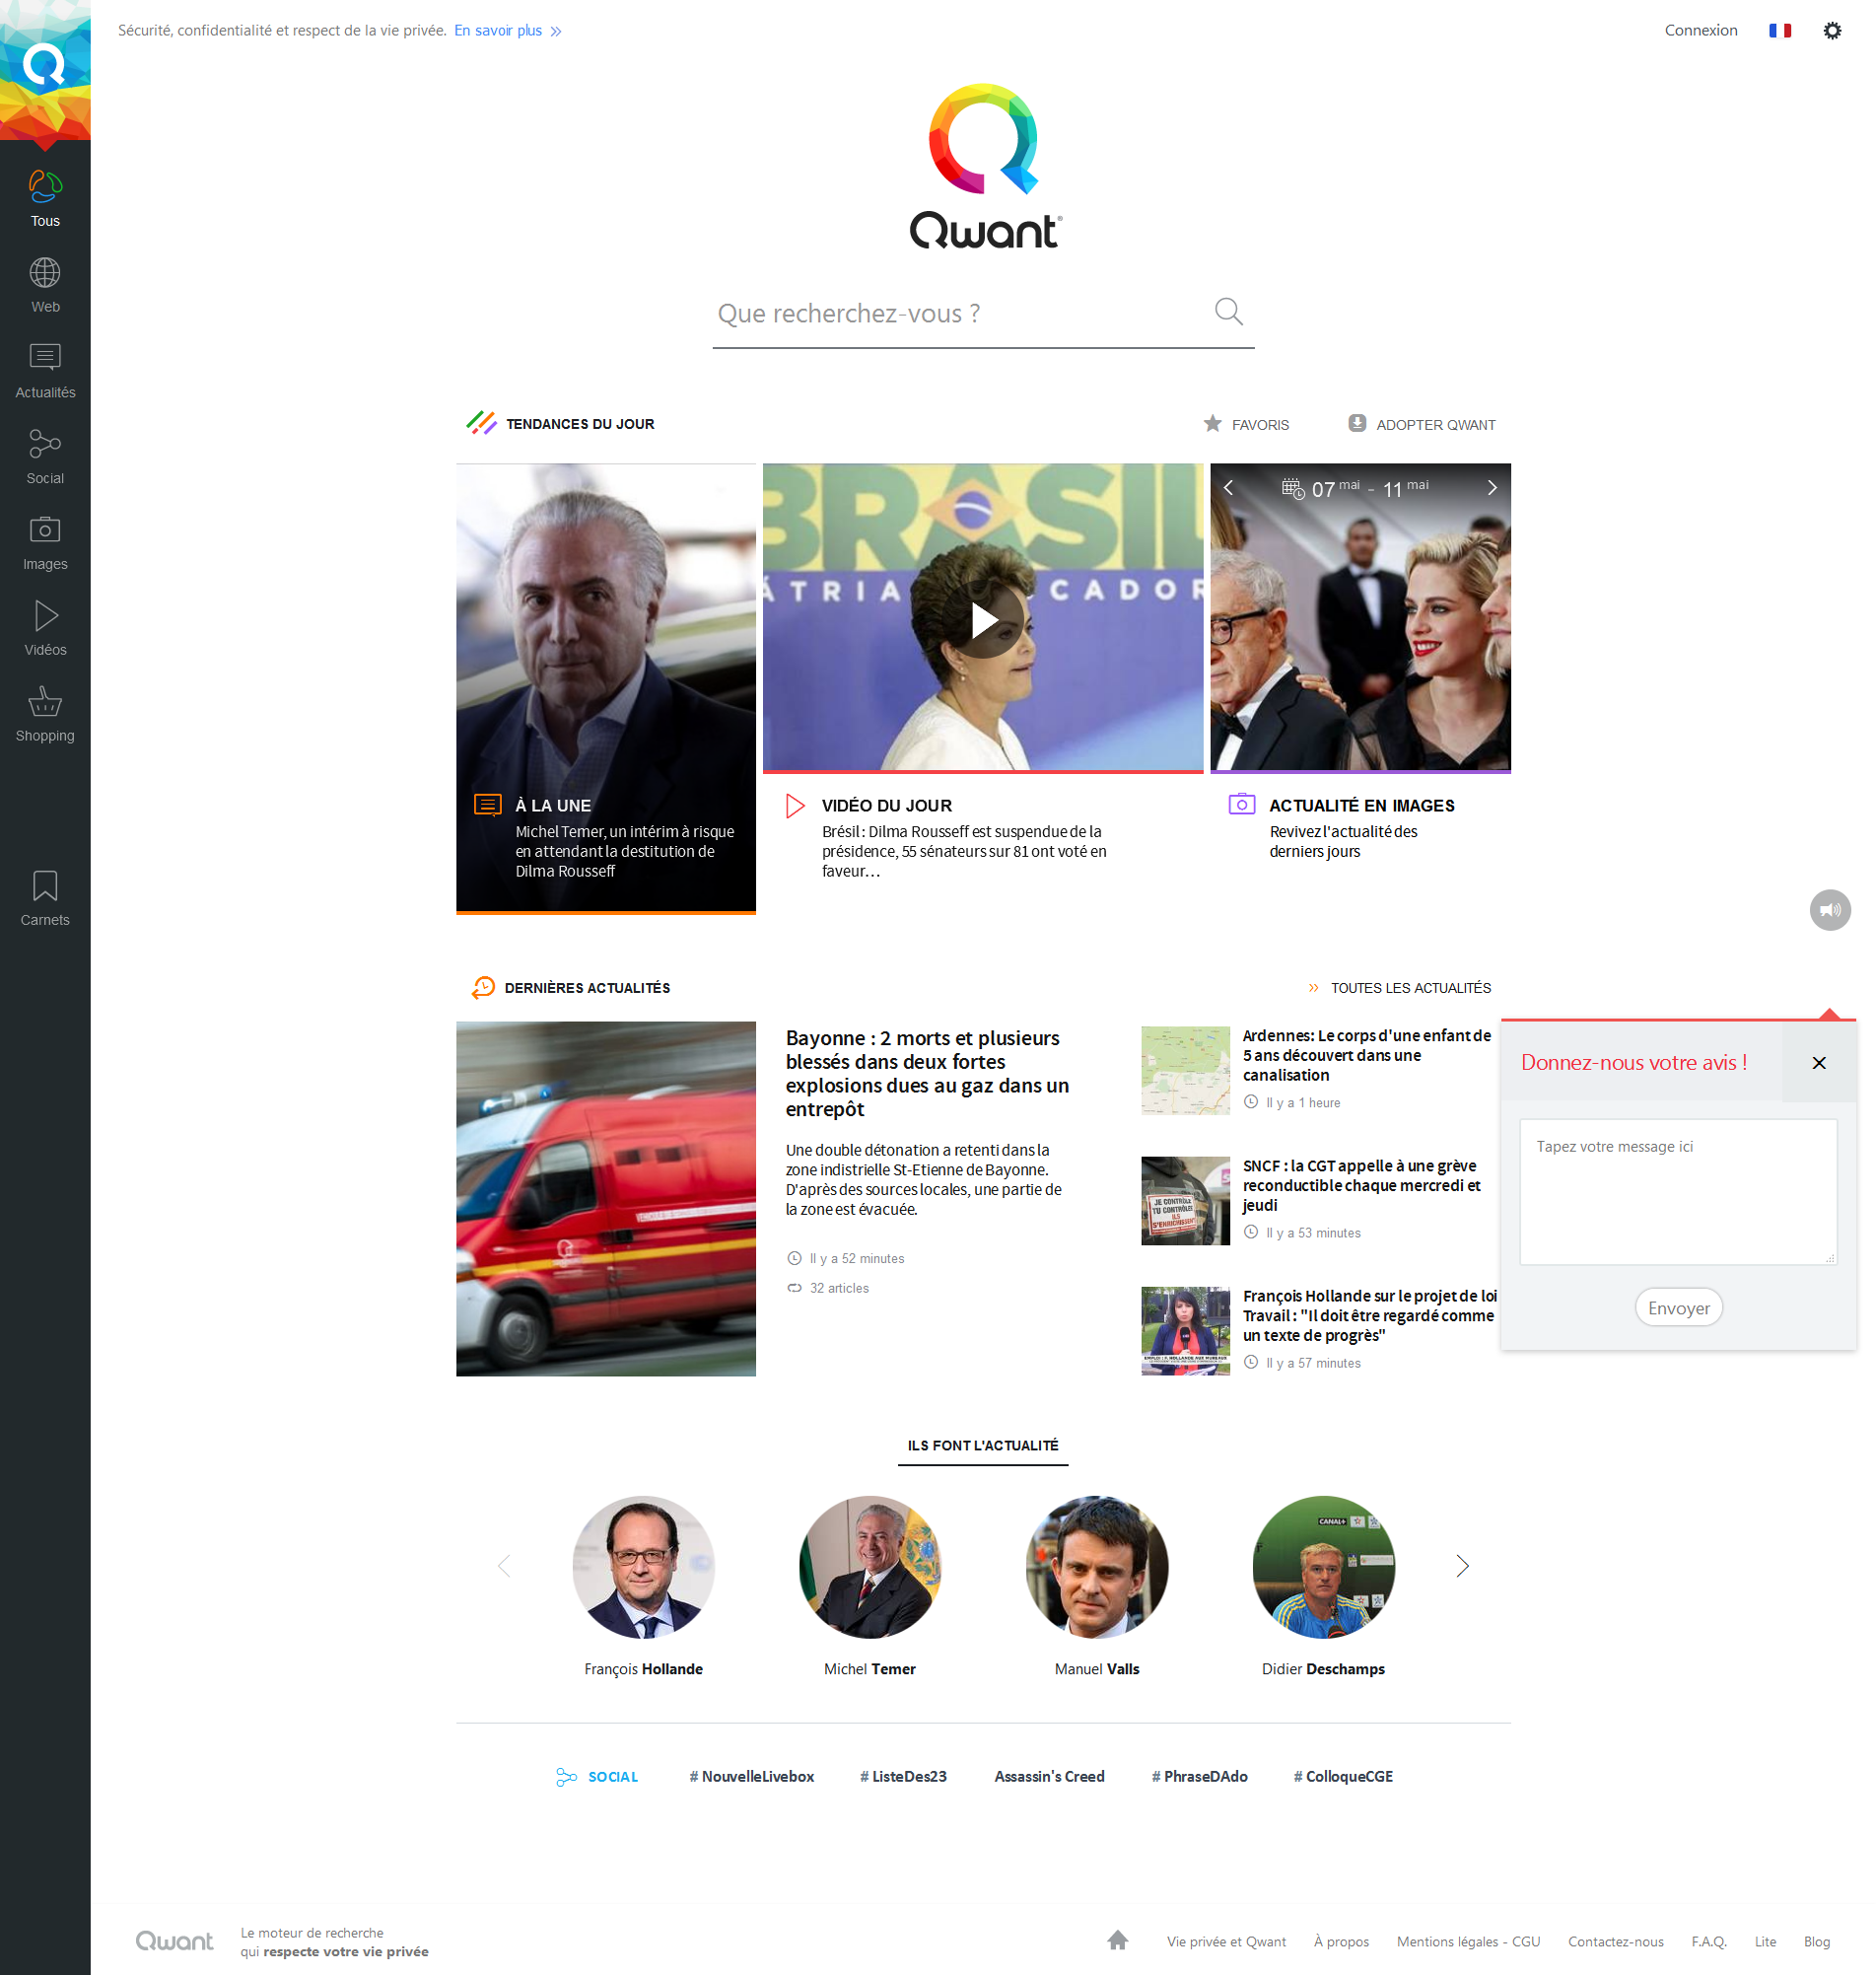 Sécurité, confidentialité et respect de la vie privée. En savoir plus »
Connexion
Qwant
Que recherchez-vous ?
Tous
Web
Actualités
Social
Images
Vidéos
Shopping
Carnets
TENDANCES DU JOUR
FAVORIS
ADOPTER QWANT
À LA UNE
Michel Temer, un intérim à risque
en attendant la destitution de
Dilma Rousseff
BRASIL
ÁTRIA CADOR
VIDÉO DU JOUR
Brésil : Dilma Rousseff est suspendue de la
présidence, 55 sénateurs sur 81 ont voté en
faveur…
07 mai - 11 mai
ACTUALITÉ EN IMAGES
Revivez l'actualité des
derniers jours
DERNIÈRES ACTUALITÉS
» TOUTES LES ACTUALITÉS
Bayonne : 2 morts et plusieurs
blessés dans deux fortes
explosions dues au gaz dans un
entrepôt
Une double détonation a retenti dans la
zone indistrielle St-Etienne de Bayonne.
D'après des sources locales, une partie de
la zone est évacuée.
Il y a 52 minutes
32 articles
Ardennes: Le corps d'une enfant de
5 ans découvert dans une
canalisation
Il y a 1 heure
JE CONTRÔLE
TU CONTRÔLES
ILS
S'ENRICHISSENT
SNCF : la CGT appelle à une grève
reconductible chaque mercredi et
jeudi
Il y a 53 minutes
François Hollande sur le projet de loi
Travail : "Il doit être regardé comme
un texte de progrès"
Il y a 57 minutes
Donnez-nous votre avis !
Tapez votre message ici
Envoyer
ILS FONT L'ACTUALITÉ
CANAL+
François Hollande
Michel Temer
Manuel Valls
Didier Deschamps
SOCIAL
# NouvelleLivebox
# ListeDes23
Assassin's Creed
# PhraseDAdo
# ColloqueCGE
Qwant
Le moteur de recherche
qui respecte votre vie privée
Vie privée et Qwant
À propos
Mentions légales - CGU
Contactez-nous
F.A.Q.
Lite
Blog